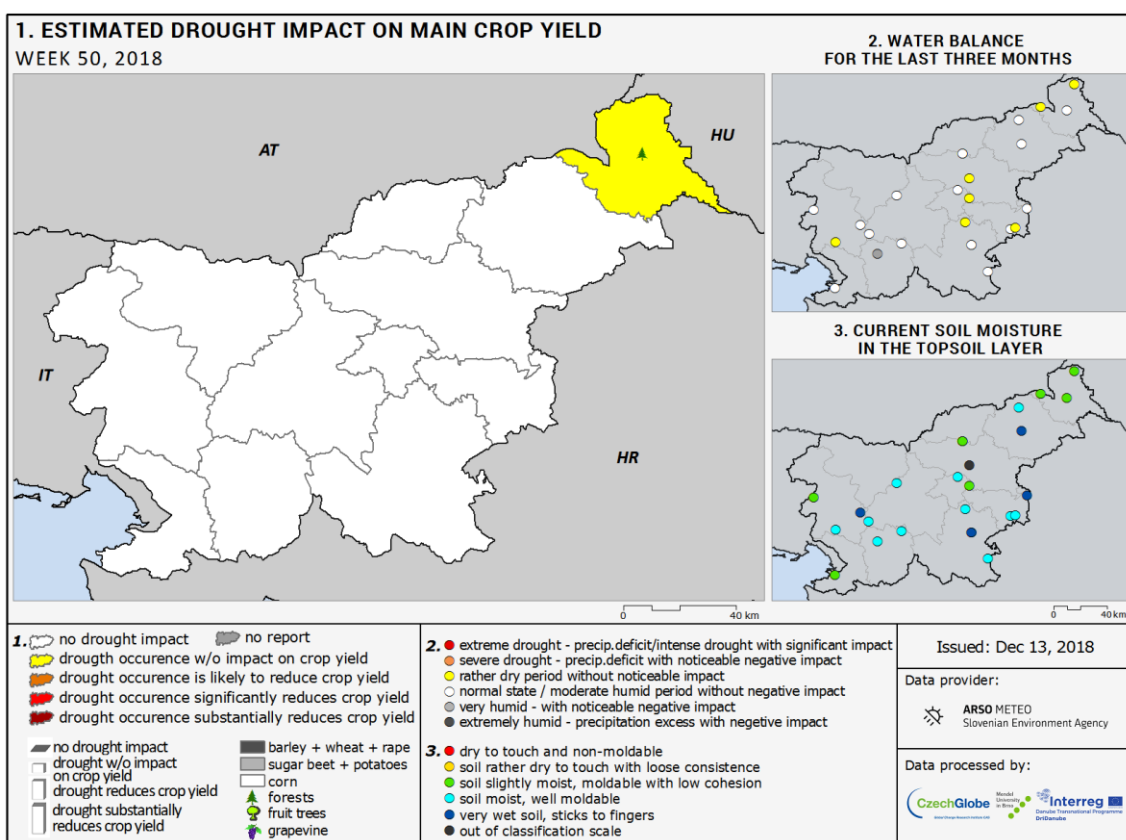 1. ESTIMATED DROUGHT IMPACT ON MAIN CROP YIELD
WEEK 50, 2018
AT
HU
IT
HR
0 40 km
2. WATER BALANCE
FOR THE LAST THREE MONTHS
3. CURRENT SOIL MOISTURE
IN THE TOPSOIL LAYER
0 40 km
1.
no drought impact
no report
drougth occurence w/o impact on crop yield
drought occurence is likely to reduce crop yield
drought occurence significantly reduces crop yield
drought occurence substantially reduces crop yield
no drought impact
drought w/o impact
on crop yield
drought reduces crop yield
drought substantially
reduces crop yield
barley + wheat + rape
sugar beet + potatoes
corn
forests
fruit trees
grapevine
2.
extreme drought - precip.deficit/intense drought with significant impact
severe drought - precip.deficit with noticeable negative impact
rather dry period without noticeable impact
normal state / moderate humid period without negative impact
very humid - with noticeable negative impact
extremely humid - precipitation excess with negetive impact
3.
dry to touch and non-moldable
soil rather dry to touch with loose consistence
soil slightly moist, moldable with low cohesion
soil moist, well moldable
very wet soil, sticks to fingers
out of classification scale
Issued: Dec 13, 2018
Data provider:
ARSO METEO
Slovenian Environment Agency
Data processed by:
CzechGlobe
Mendel
University
in Brno
Interreg
Danube Transnational Programme
DriDanube